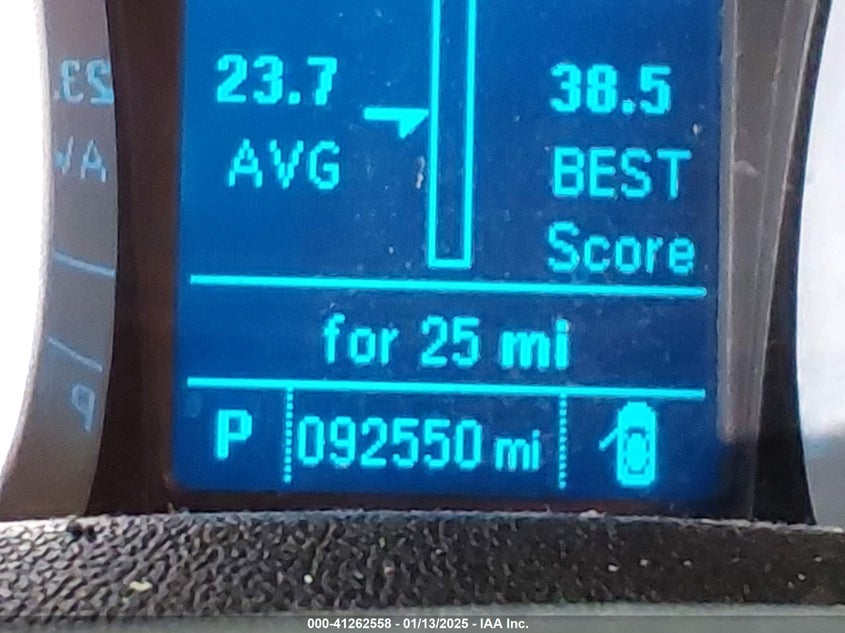 23.7
38.5
AVG
BEST
Score
for 25 mi
P
092550 mi
000-41262558 - 01/13/2025 - IAA Inc.